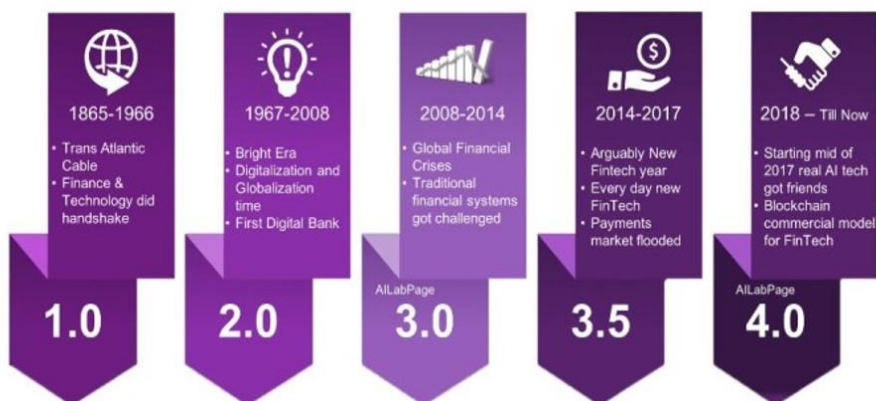 1865-1966
• Trans Atlantic
Cable
• Finance &
Technology did
handshake
1.0
1967-2008
• Bright Era
• Digitalization and
Globalization
time
• First Digital Bank
2.0
2008-2014
• Global Financial
Crises
• Traditional
financial systems
got challenged
AILabPage
3.0
$
2014-2017
• Arguably New
Fintech year
• Every day new
FinTech
• Payments
market flooded
3.5
2018 – Till Now
• Starting mid of
2017 real AI tech
got friends
• Blockchain
commercial model
for FinTech
AILabPage
4.0